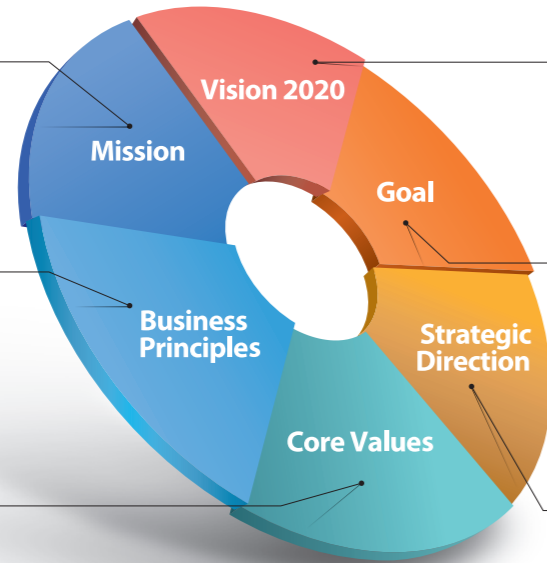 Vision 2020
Mission
Goal
Business
Principles
Strategic
Direction
Core Values